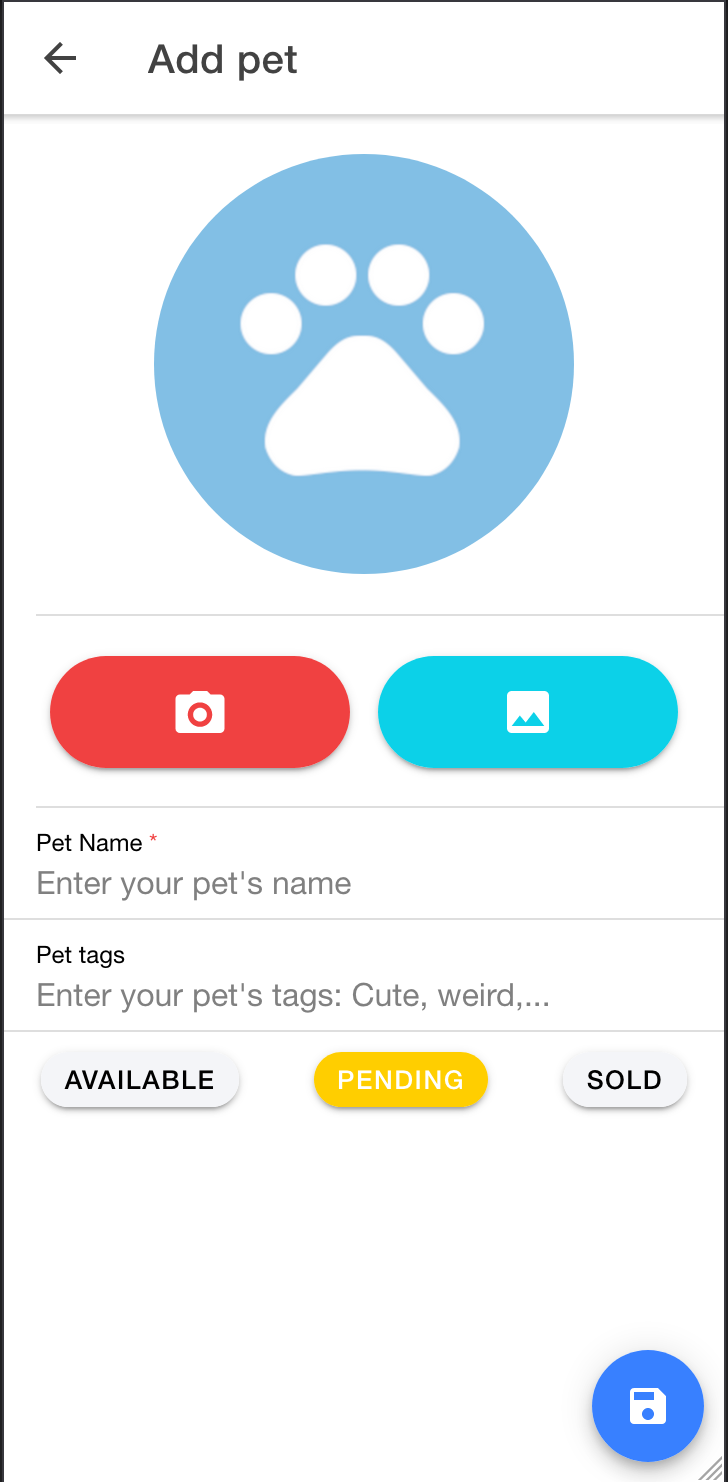 Add pet
Pet Name *
Enter your pet's name
Pet tags
Enter your pet's tags: Cute, weird,...
AVAILABLE PENDING SOLD